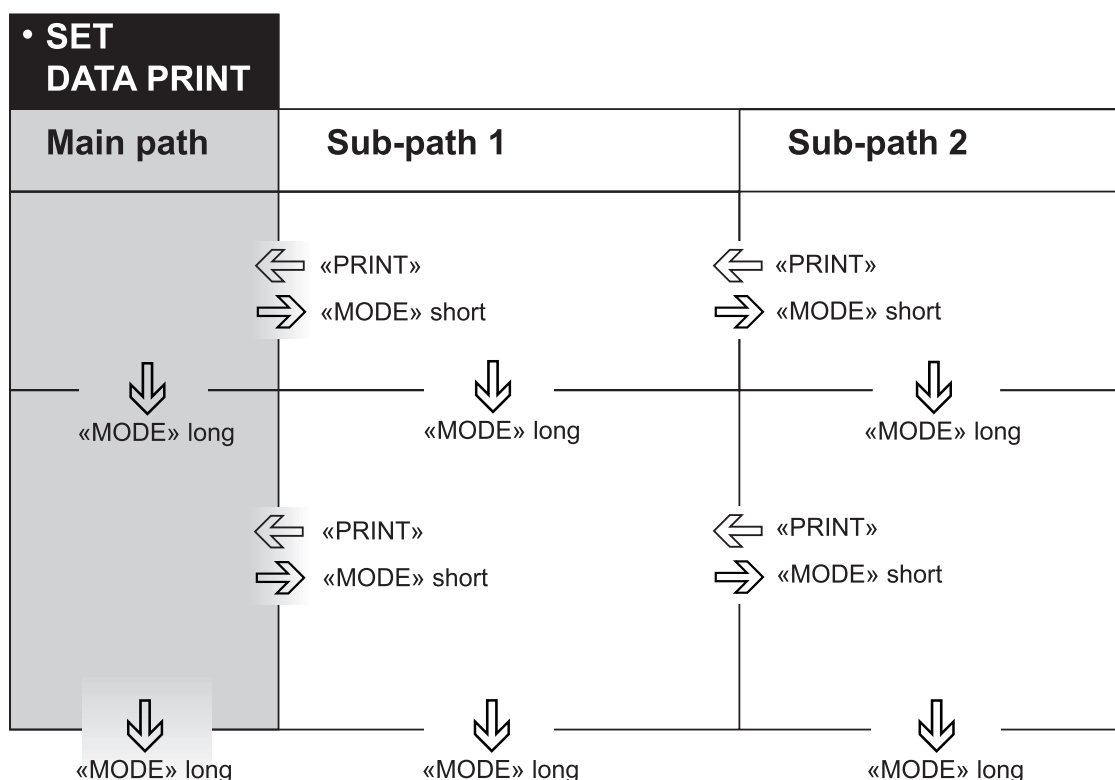 • SET
DATA PRINT
Main path
Sub-path 1
Sub-path 2
«PRINT»
«PRINT»
«MODE» short
«MODE» short
«MODE» long
«MODE» long
«MODE» long
«PRINT»
«PRINT»
«MODE» short
«MODE» short
«MODE» long
«MODE» long
«MODE» long